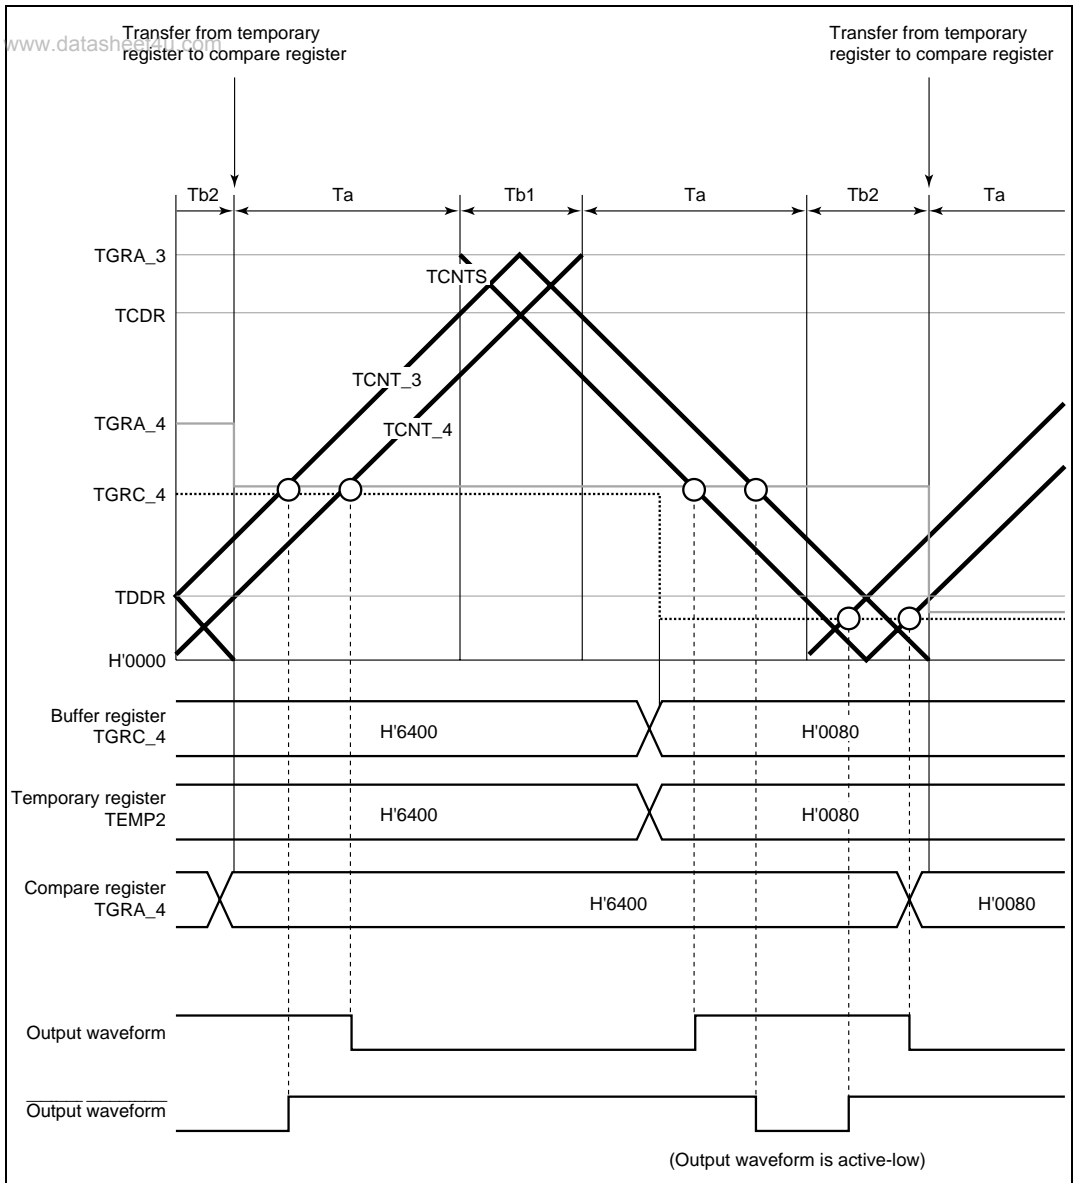 www.datasheet4u.com
Transfer from temporary
register to compare register
Transfer from temporary
register to compare register
Tb2
Ta
Tb1
Ta
Tb2
Ta
TGRA_3
TCNTS
TCDR
TCNT_3
TGRA_4
TCNT_4
TGRC_4
TDDR
H'0000
Buffer register
TGRC_4
H'6400
H'0080
Temporary register
TEMP2
H'6400
H'0080
Compare register
TGRA_4
H'6400
H'0080
Output waveform
Output waveform
(Output waveform is active-low)